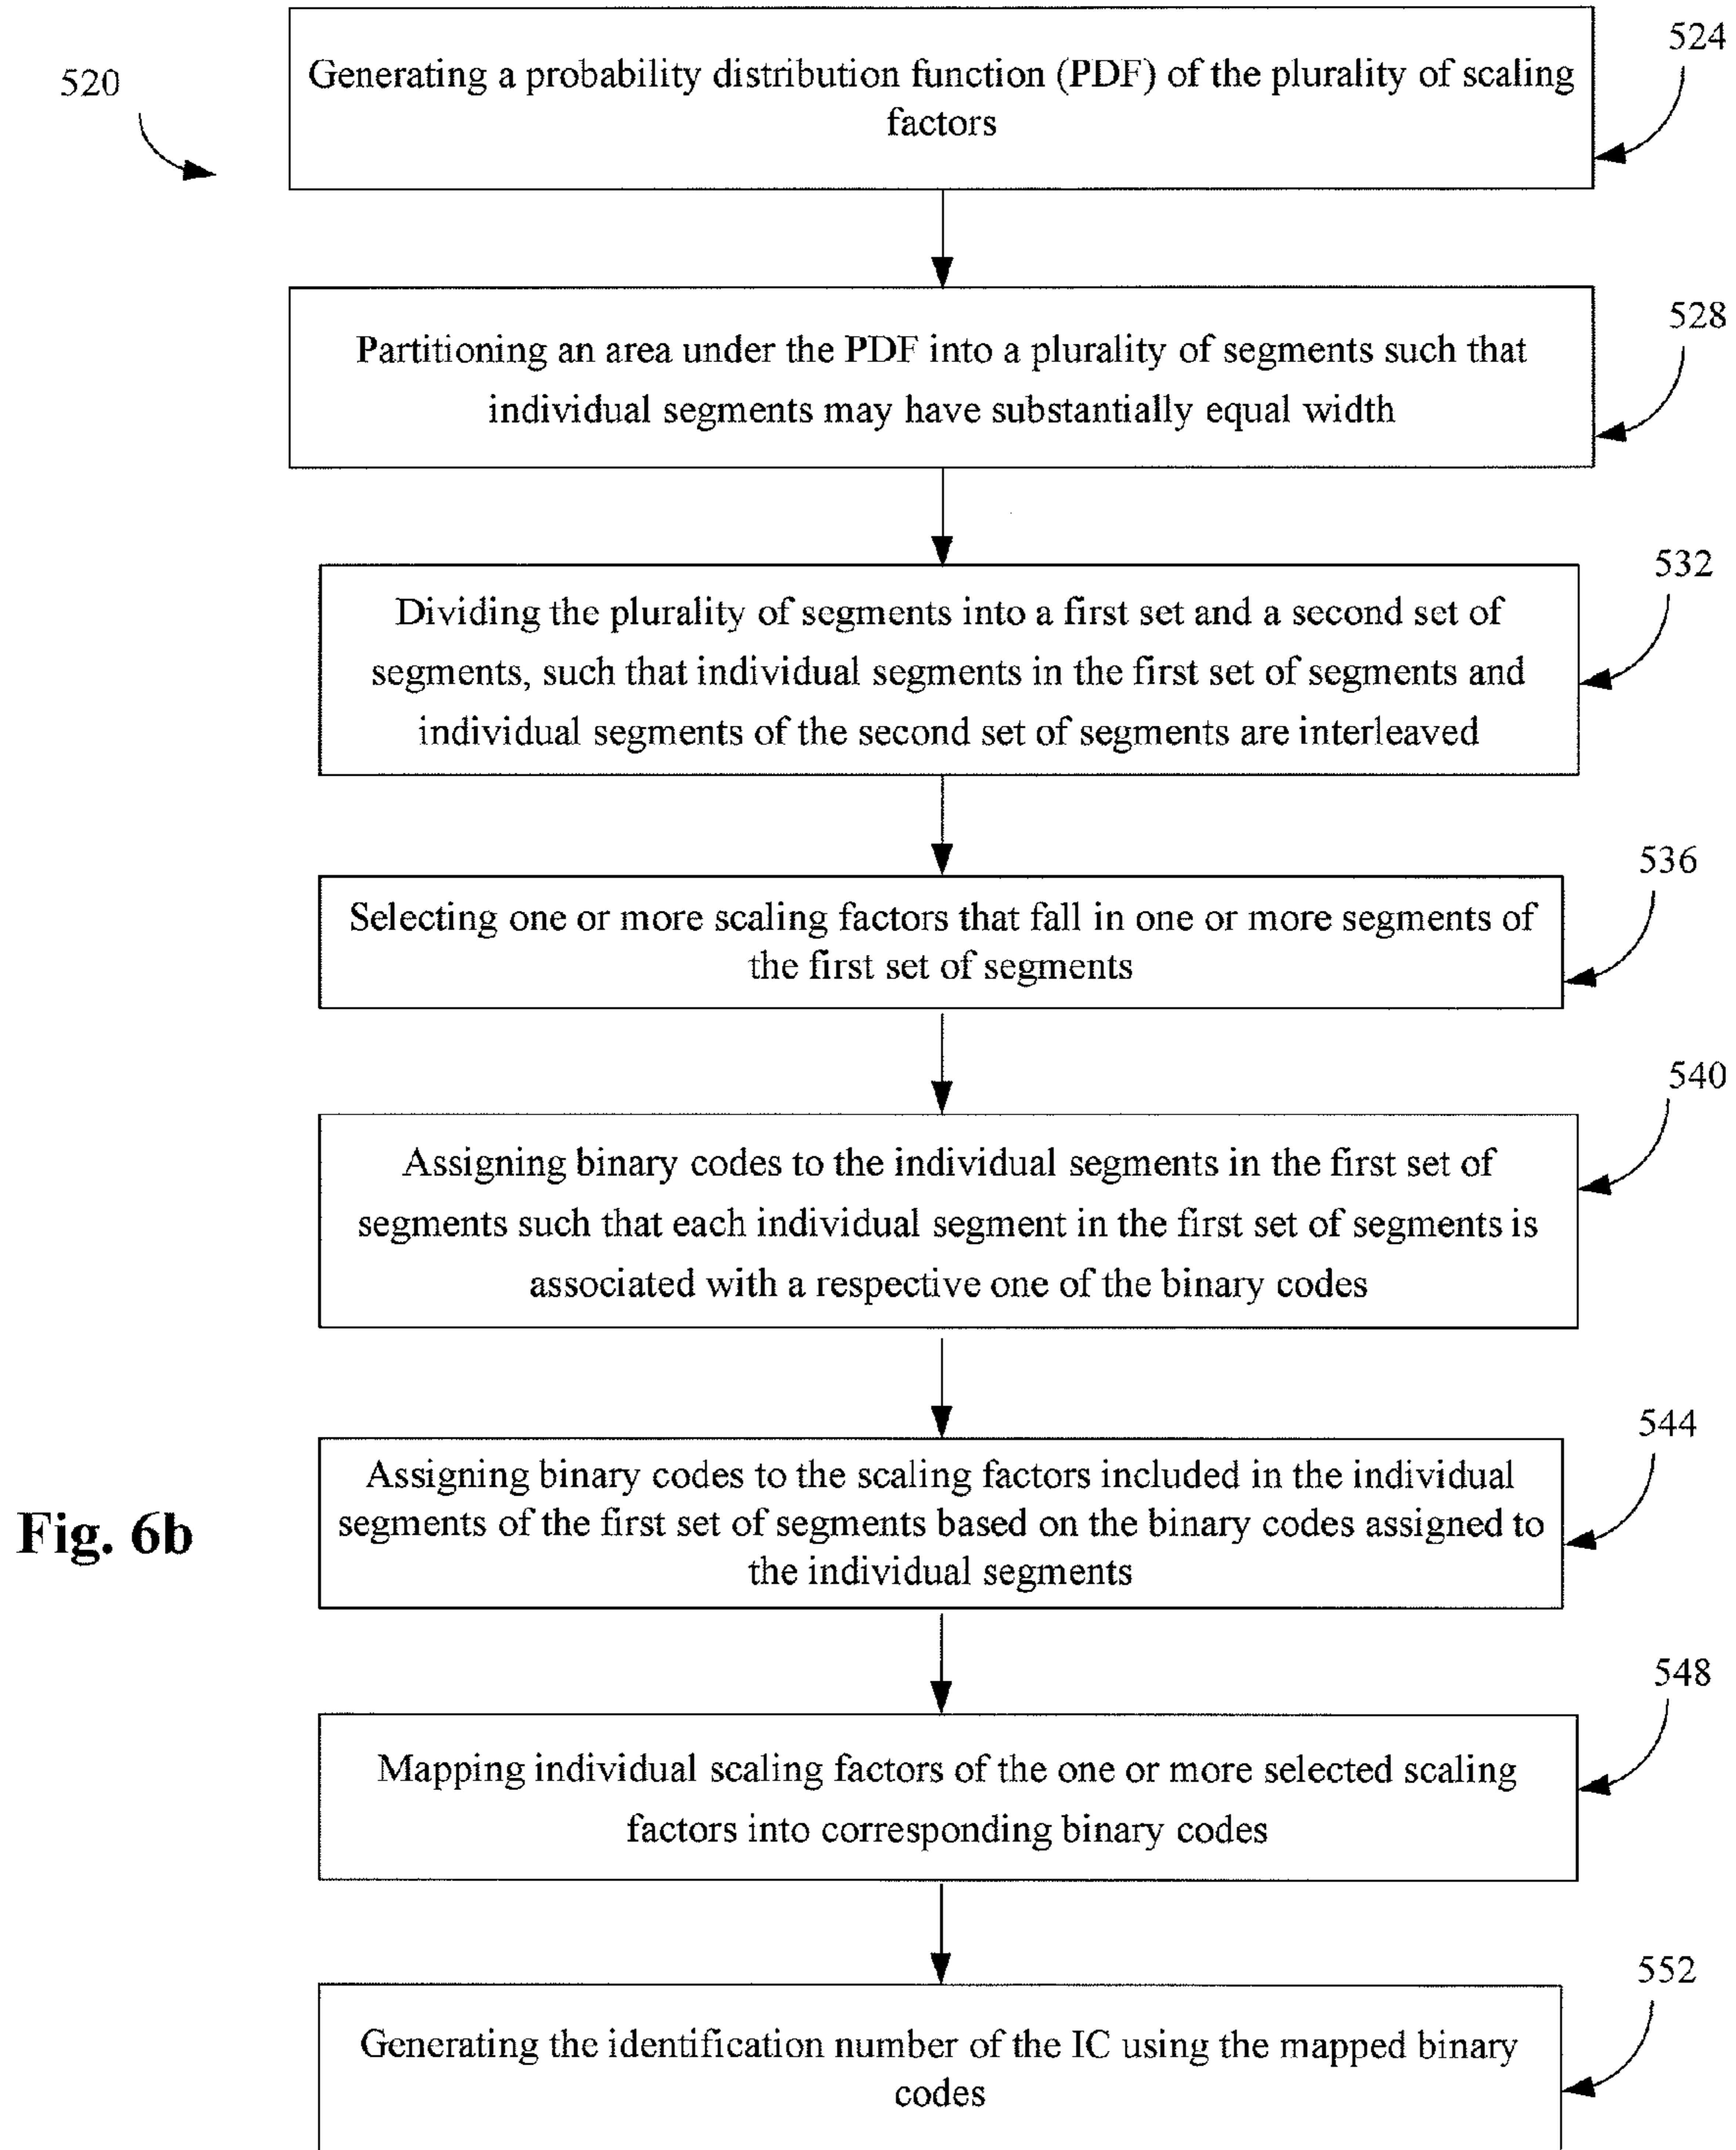 520
524
Generating a probability distribution function (PDF) of the plurality of scaling
factors
528
Partitioning an area under the PDF into a plurality of segments such that
individual segments may have substantially equal width
532
Dividing the plurality of segments into a first set and a second set of
segments, such that individual segments in the first set of segments and
individual segments of the second set of segments are interleaved
536
Selecting one or more scaling factors that fall in one or more segments of
the first set of segments
540
Assigning binary codes to the individual segments in the first set of
segments such that each individual segment in the first set of segments is
associated with a respective one of the binary codes
544
Assigning binary codes to the scaling factors included in the individual
segments of the first set of segments based on the binary codes assigned to
the individual segments
Fig. 6b
548
Mapping individual scaling factors of the one or more selected scaling
factors into corresponding binary codes
552
Generating the identification number of the IC using the mapped binary
codes